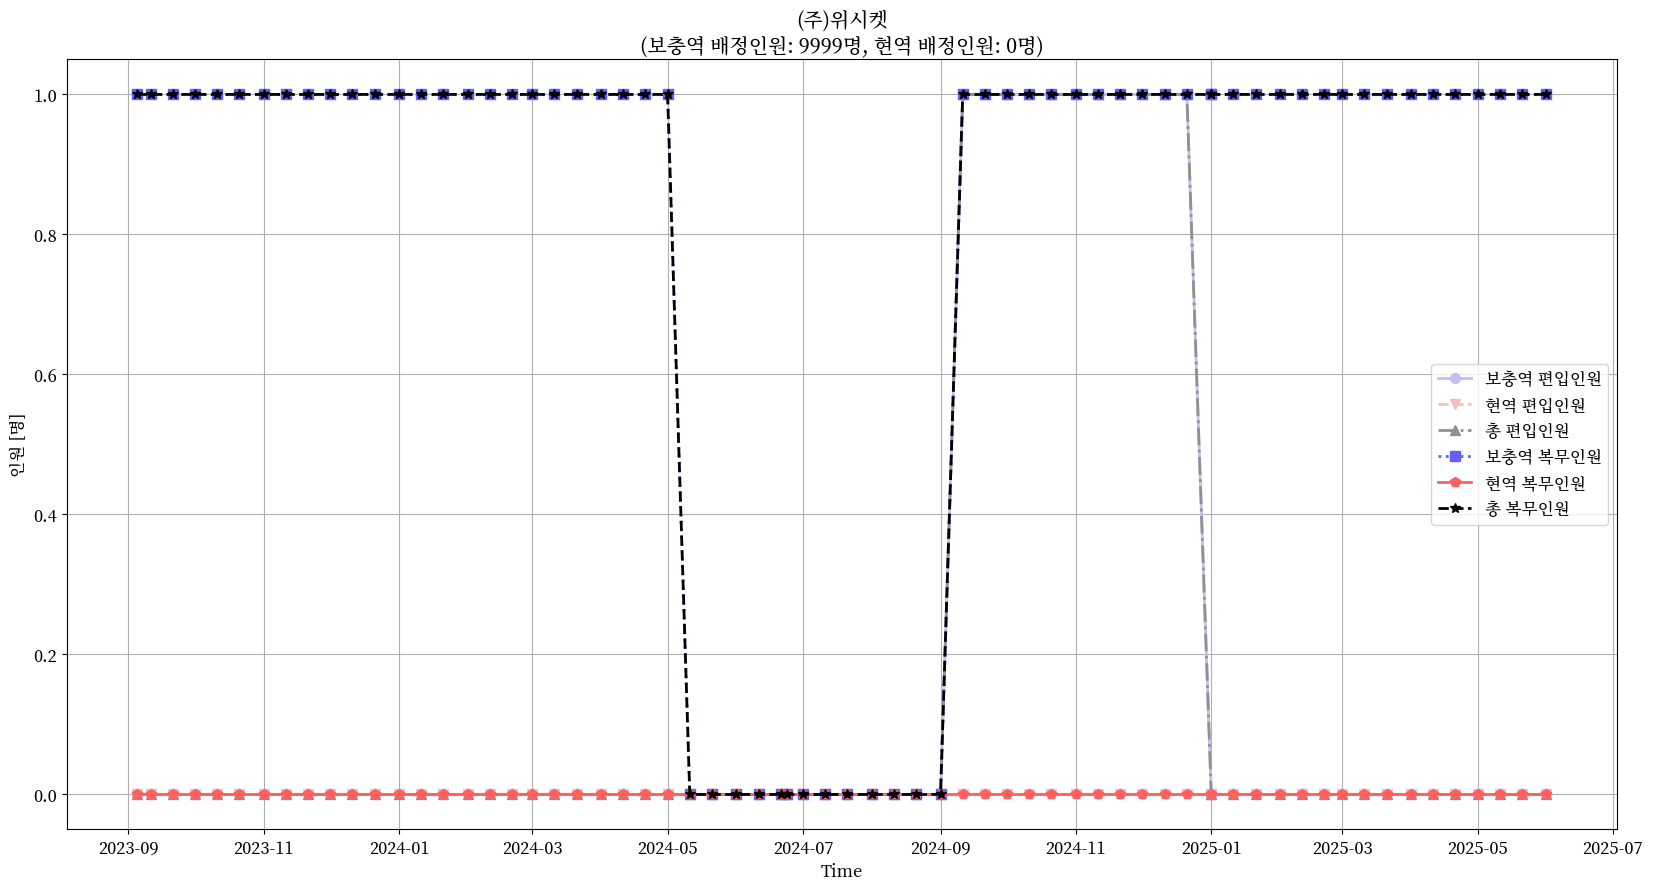 (주)위시켓
(보충역 배정인원: 9999명, 현역 배정인원: 0명)
1.0
0.8
0.6
0.4
0.2
0.0
인원 [명]
보충역 편입인원
현역 편입인원
총 편입인원
보충역 복무인원
현역 복무인원
총 복무인원
2023-09
2023-11
2024-01
2024-03
2024-05
2024-07
2024-09
2024-11
2025-01
2025-03
2025-05
2025-07
Time